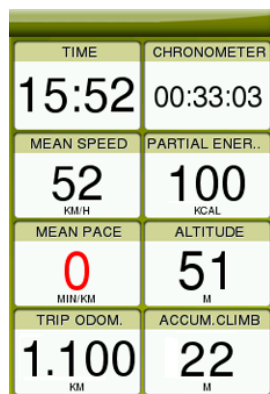 TIME
CHRONOMETER
15:52
00:33:03
MEAN SPEED
PARTIAL ENER..
52
100
KM/H
KCAL
MEAN PACE
ALTITUDE
0
51
MIN/KM
M
TRIP ODOM.
ACCUM.CLIMB
1.100
22
KM
M